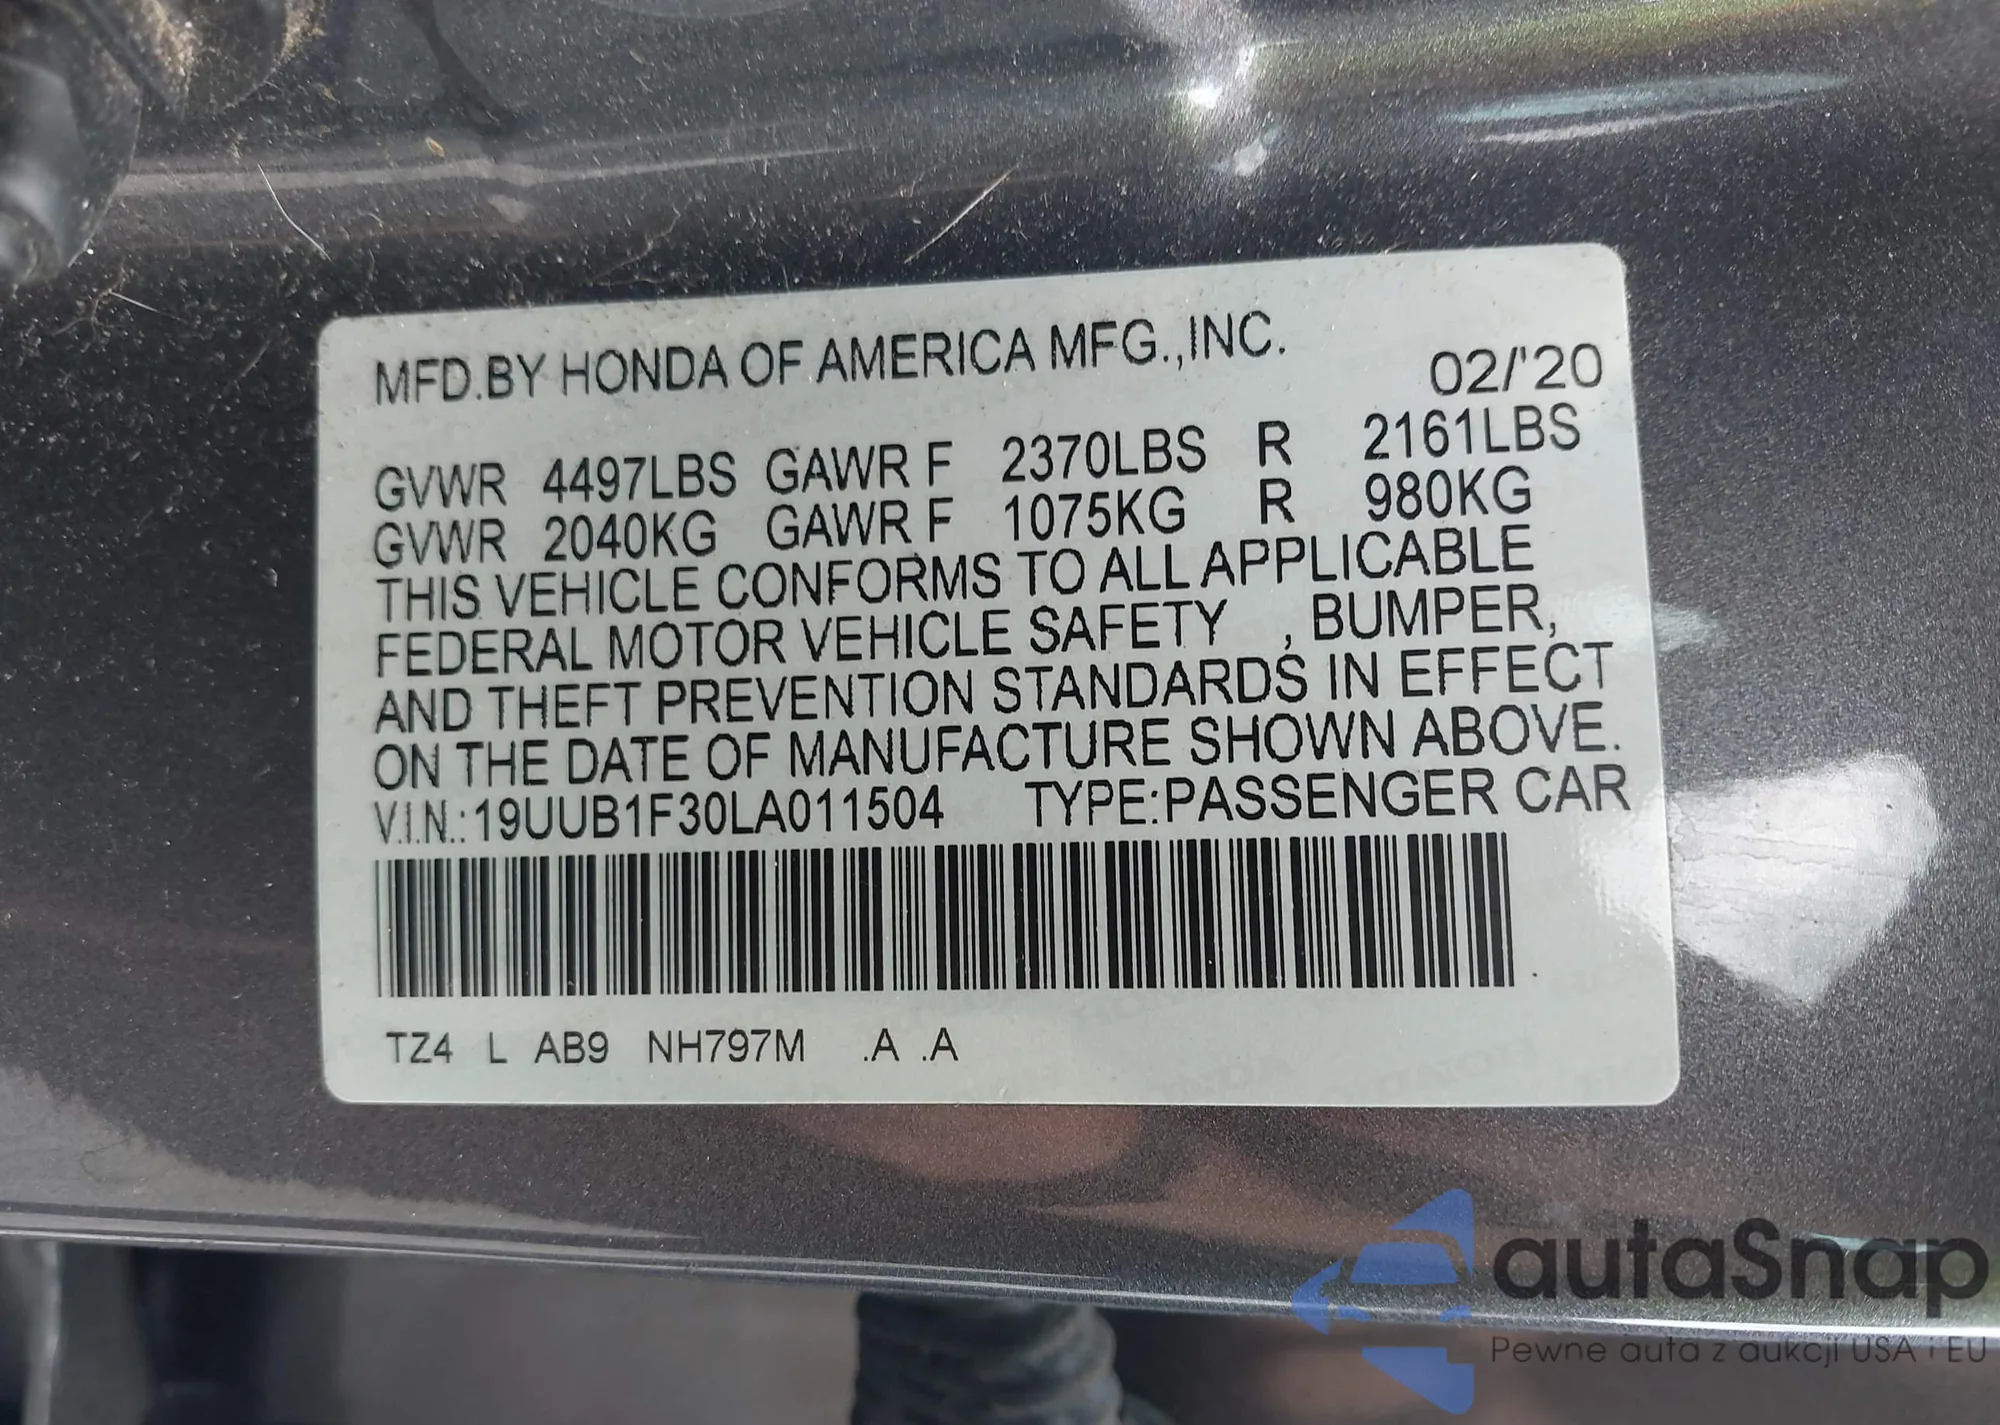 MFD.BY HONDA OF AMERICA MFG.,INC.
02/'20
GVWR 4497LBS GAWR F 2370LBS R 2161LBS
GVWR 2040KG GAWR F 1075KG R 980KG
THIS VEHICLE CONFORMS TO ALL APPLICABLE
FEDERAL MOTOR VEHICLE SAFETY , BUMPER,
AND THEFT PREVENTION STANDARDS IN EFFECT
ON THE DATE OF MANUFACTURE SHOWN ABOVE.
V.I.N.:19UUB1F30LA011504 TYPE:PASSENGER CAR
TZ4 L AB9 NH797M .A .A
autaSnap
Pewne auta z aukcji USA i EU